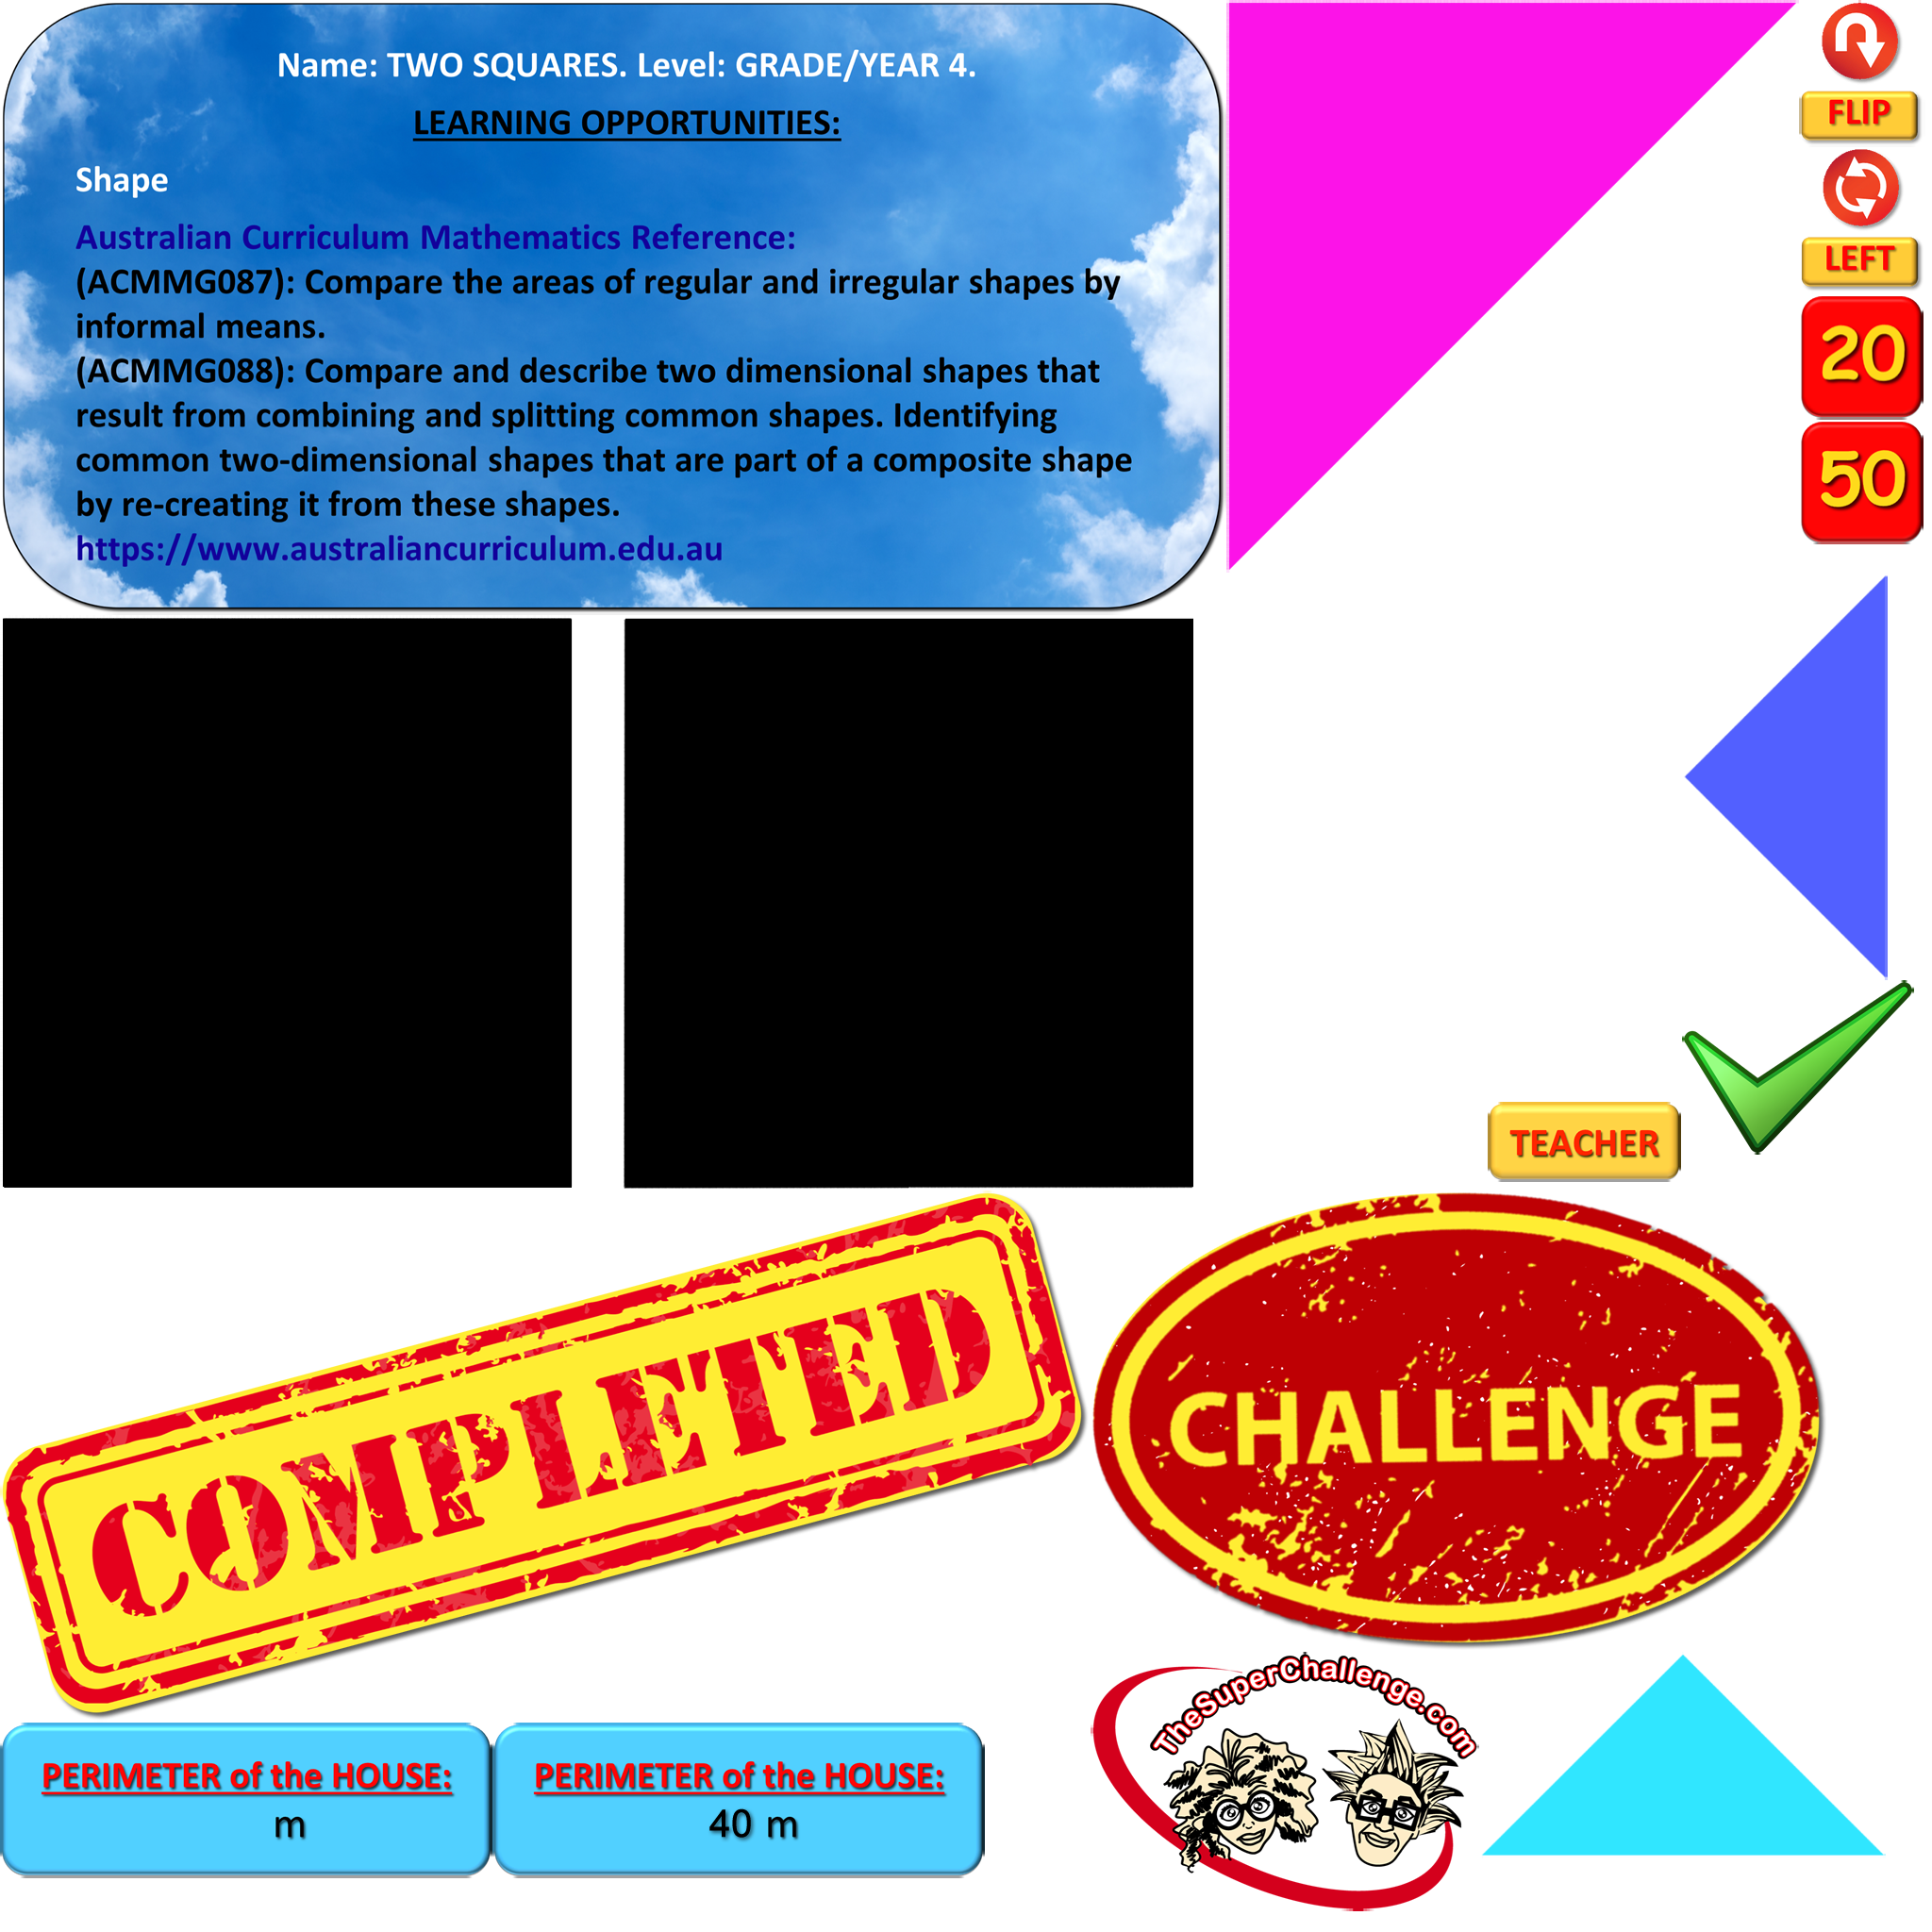 Name: TWO SQUARES. Level: GRADE/YEAR 4.
LEARNING OPPORTUNITIES:
Shape
Australian Curriculum Mathematics Reference:
(ACMMG087): Compare the areas of regular and irregular shapes by
informal means.
(ACMMG088): Compare and describe two dimensional shapes that
result from combining and splitting common shapes. Identifying
common two-dimensional shapes that are part of a composite shape
by re-creating it from these shapes.
https://www.australiancurriculum.edu.au
FLIP
LEFT
20
50
TEACHER
COMPLETED
CHALLENGE
TheSuperChallenge.com
PERIMETER of the HOUSE:
m
PERIMETER of the HOUSE:
40 m